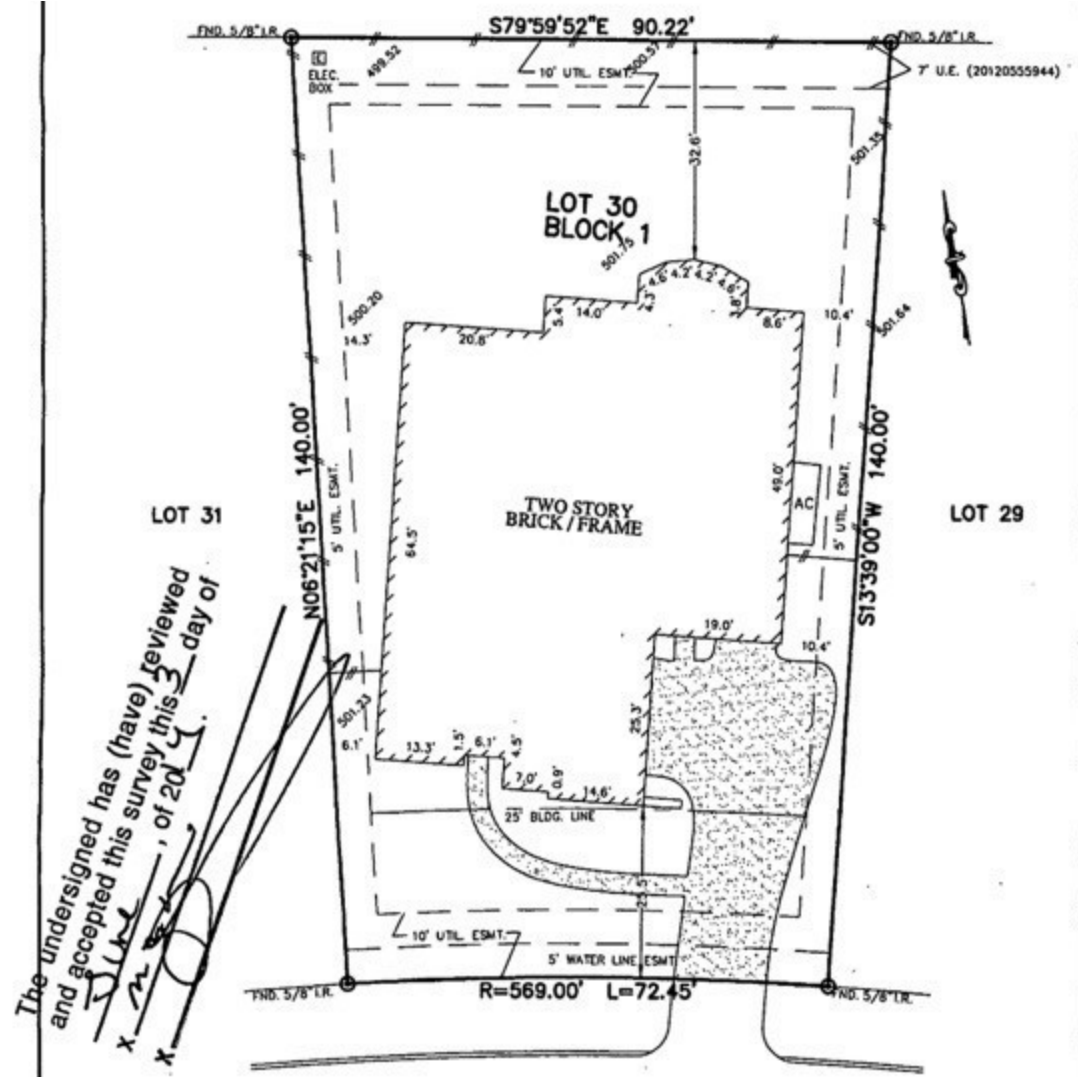 S79°59'52"E 90.22'
FND. 5/8" I.R.
FND. 5/8" I.R.
E
ELEC.
BOX
499.52
10' UTIL. ESMT.
500.57
7' U.E. (20120555944)
32.6'
501.35
LOT 30
BLOCK 1
501.75
4.6' 4.2' 4.2' 4.6'
4.3'
3.8'
500.20
14.3'
20.8'
5.4'
14.0'
8.6'
10.4'
501.64
N06°21'15"E 140.00'
5' UTIL. ESMT.
64.5'
49.0'
AC
5' UTIL. ESMT.
S13°39'00"W 140.00'
LOT 31
TWO STORY
BRICK / FRAME
LOT 29
19.0'
10.4'
25.3'
501.23
6.1'
13.3'
1.5'
6.1'
4.5'
7.0'
0.9'
14.6'
25' BLDG. LINE
25.5'
10' UTIL. ESMT.
5' WATER LINE ESMT
FND. 5/8" I.R.
R=569.00' L=72.45'
FND. 5/8" I.R.
The undersigned has (have) reviewed
and accepted this survey this 3 day of
June, of 2014.
X
X